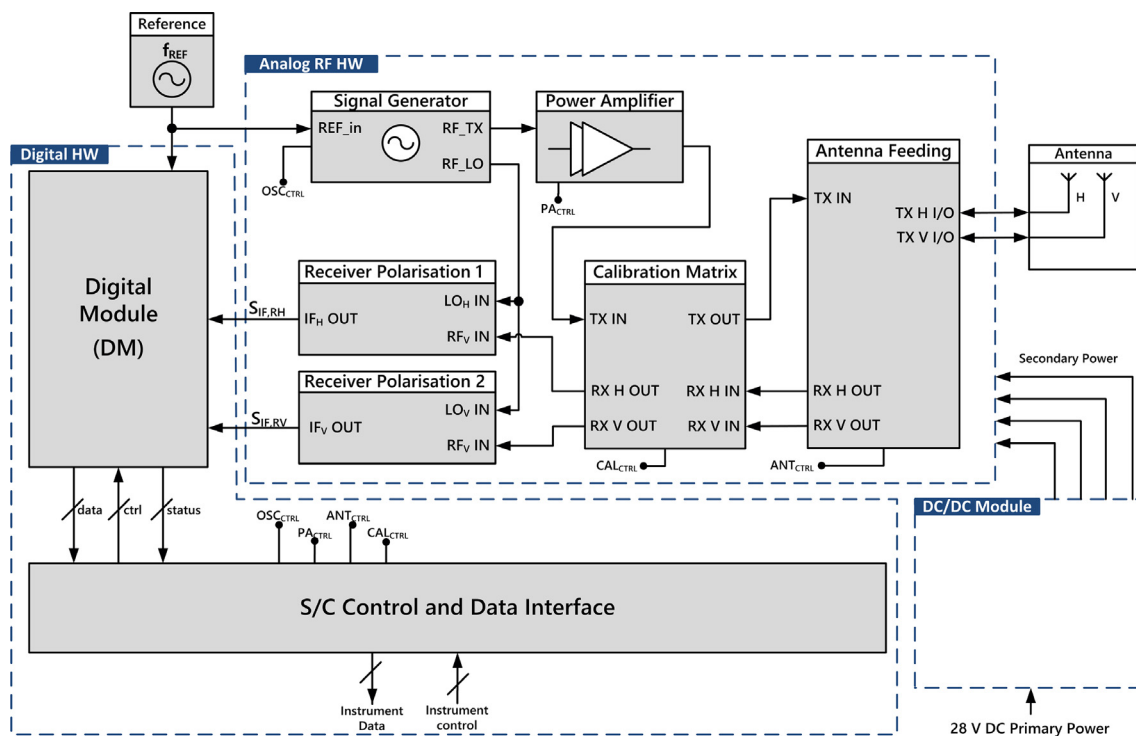 Reference
fREF
Analog RF HW
Signal Generator
REF_in
RF_TX
RF_LO
OSCCTRL
Power Amplifier
PACTRL
Antenna Feeding
TX IN
TX H I/O
TX V I/O
RX H OUT
RX V OUT
ANTCTRL
Antenna
H
V
Digital HW
Digital
Module
(DM)
SIF,RH
SIF,RV
Receiver Polarisation 1
LOH IN
IFH OUT
RFV IN
Receiver Polarisation 2
LOV IN
IFV OUT
RFV IN
Calibration Matrix
TX IN
TX OUT
RX H OUT
RX H IN
RX V OUT
RX V IN
CALCTRL
Secondary Power
data
ctrl
status
OSCCTRL
PACTRL
ANTCTRL
CALCTRL
S/C Control and Data Interface
Instrument
Data
Instrument
control
DC/DC Module
28 V DC Primary Power